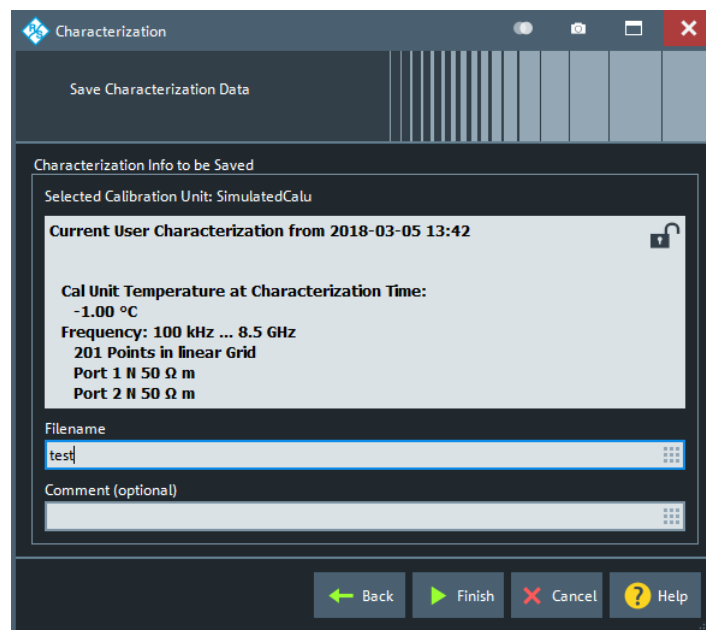 Characterization
Save Characterization Data
Characterization Info to be Saved
Selected Calibration Unit: SimulatedCalu
Current User Characterization from 2018-03-05 13:42
Cal Unit Temperature at Characterization Time:
-1.00 °C
Frequency: 100 kHz ... 8.5 GHz
201 Points in linear Grid
Port 1 N 50 Ω m
Port 2 N 50 Ω m
Filename
test
Comment (optional)
Back
Finish
Cancel
? Help